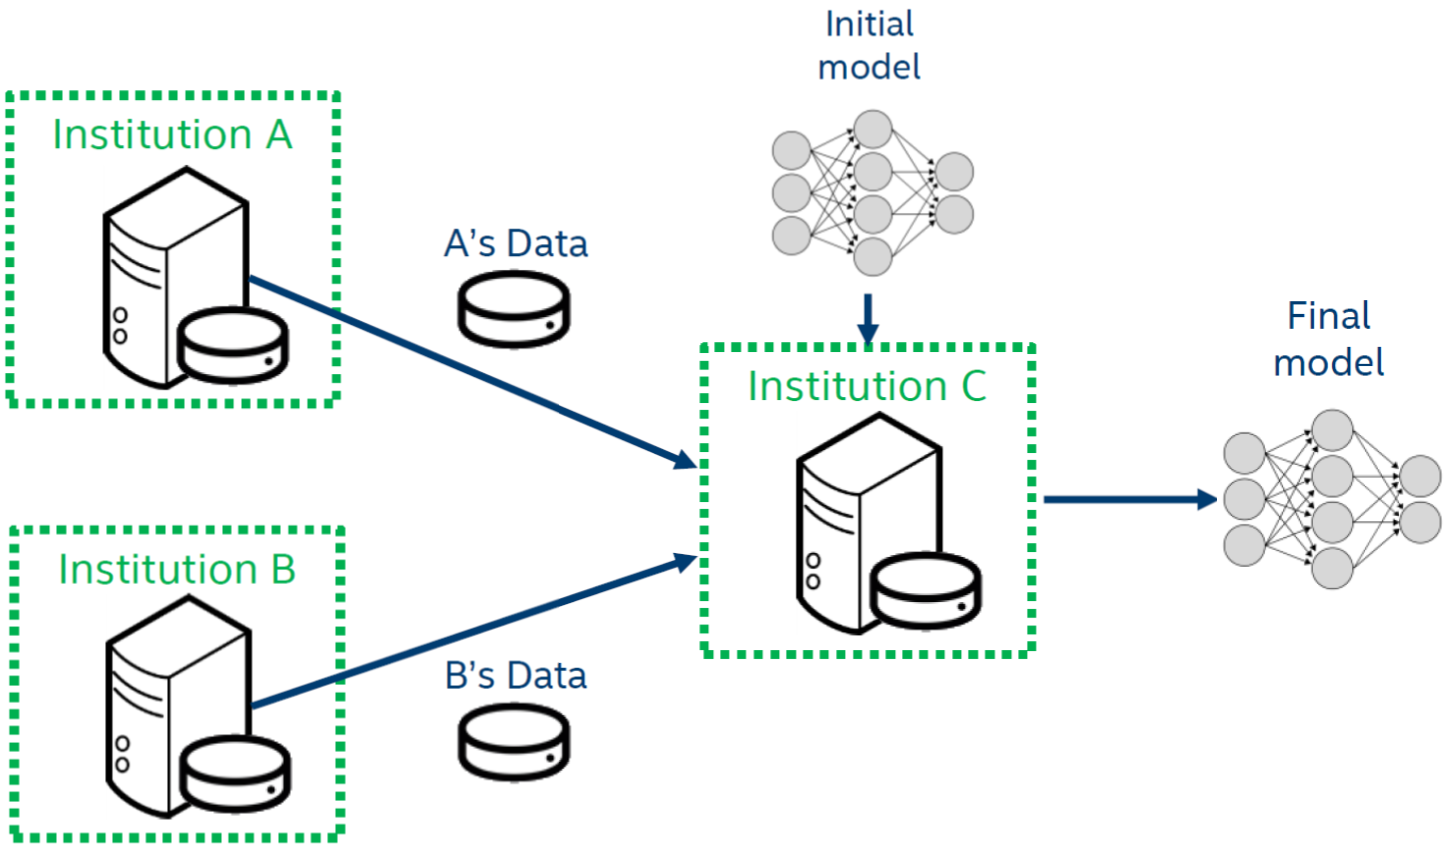 Initial
model
Institution A
A's Data
Final
model
Institution C
Institution B
B's Data